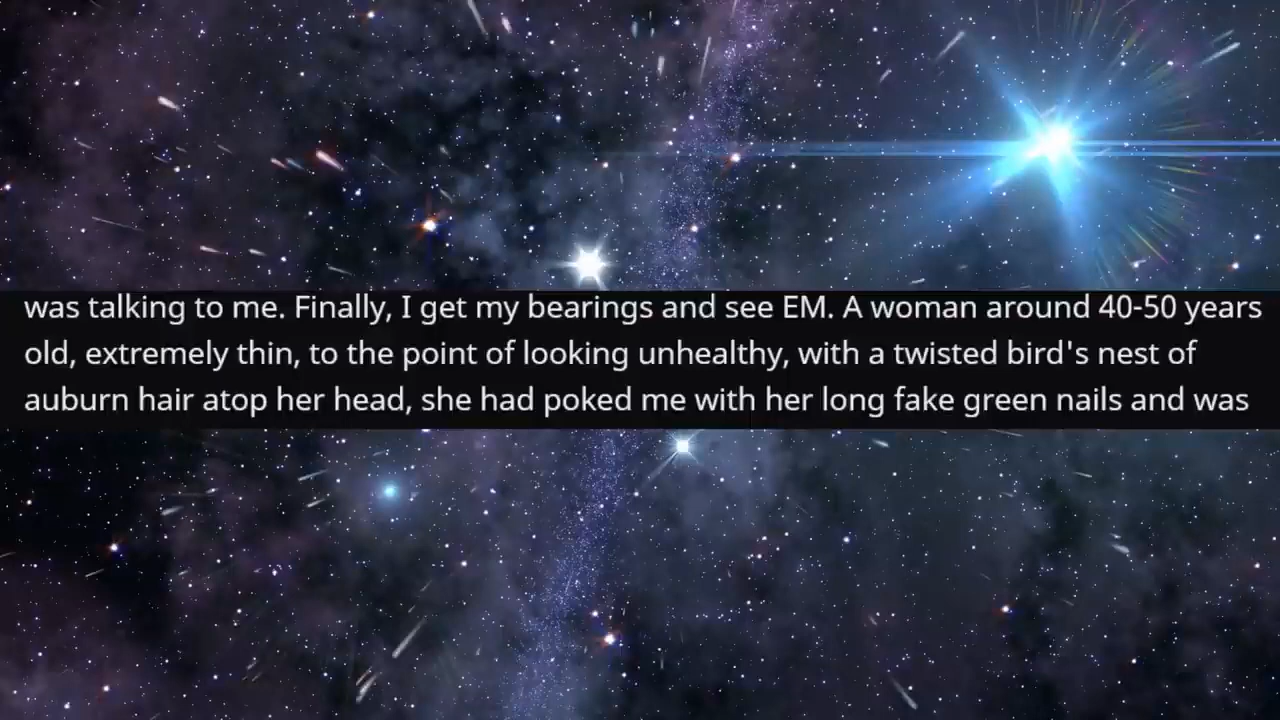 was talking to me. Finally, I get my bearings and see EM. A woman around 40-50 years
old, extremely thin, to the point of looking unhealthy, with a twisted bird's nest of
auburn hair atop her head, she had poked me with her long fake green nails and was